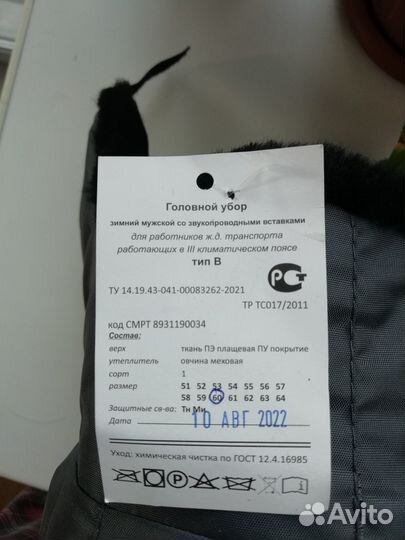 Головной убор
зимний мужской со звукопроводными вставками
для работников ж.д. транспорта
работающих в III климатическом поясе
тип В
РСТ
ТУ 14.19.43-041-00083262-2021
ТР ТС017/2011
код СМРТ 8931190034
Состав:
верх ткань ПЭ плащевая ПУ покрытие
утеплитель овчина меховая
сорт 1
размер 51 52 53 54 55 56 57
58 59 60 61 62 63 64
Защитные св-ва: Тн Ми
Дата 10 АВГ 2022
Уход: химическая чистка по ГОСТ 12.4.16985
Avito